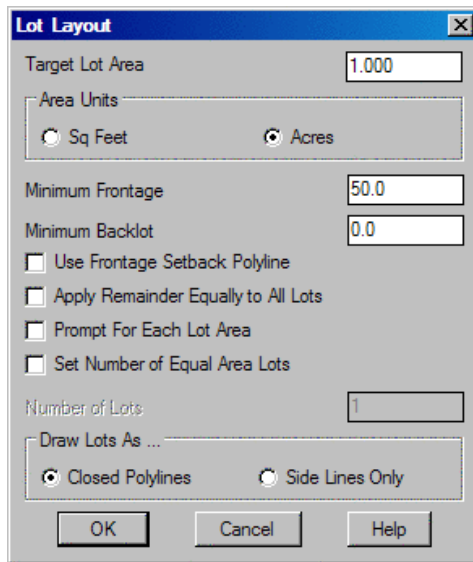 Lot Layout
Target Lot Area 1.000
Area Units
Sq Feet Acres
Minimum Frontage 50.0
Minimum Backlot 0.0
Use Frontage Setback Polyline
Apply Remainder Equally to All Lots
Prompt For Each Lot Area
Set Number of Equal Area Lots
Number of Lots 1
Draw Lots As ...
Closed Polylines Side Lines Only
OK Cancel Help